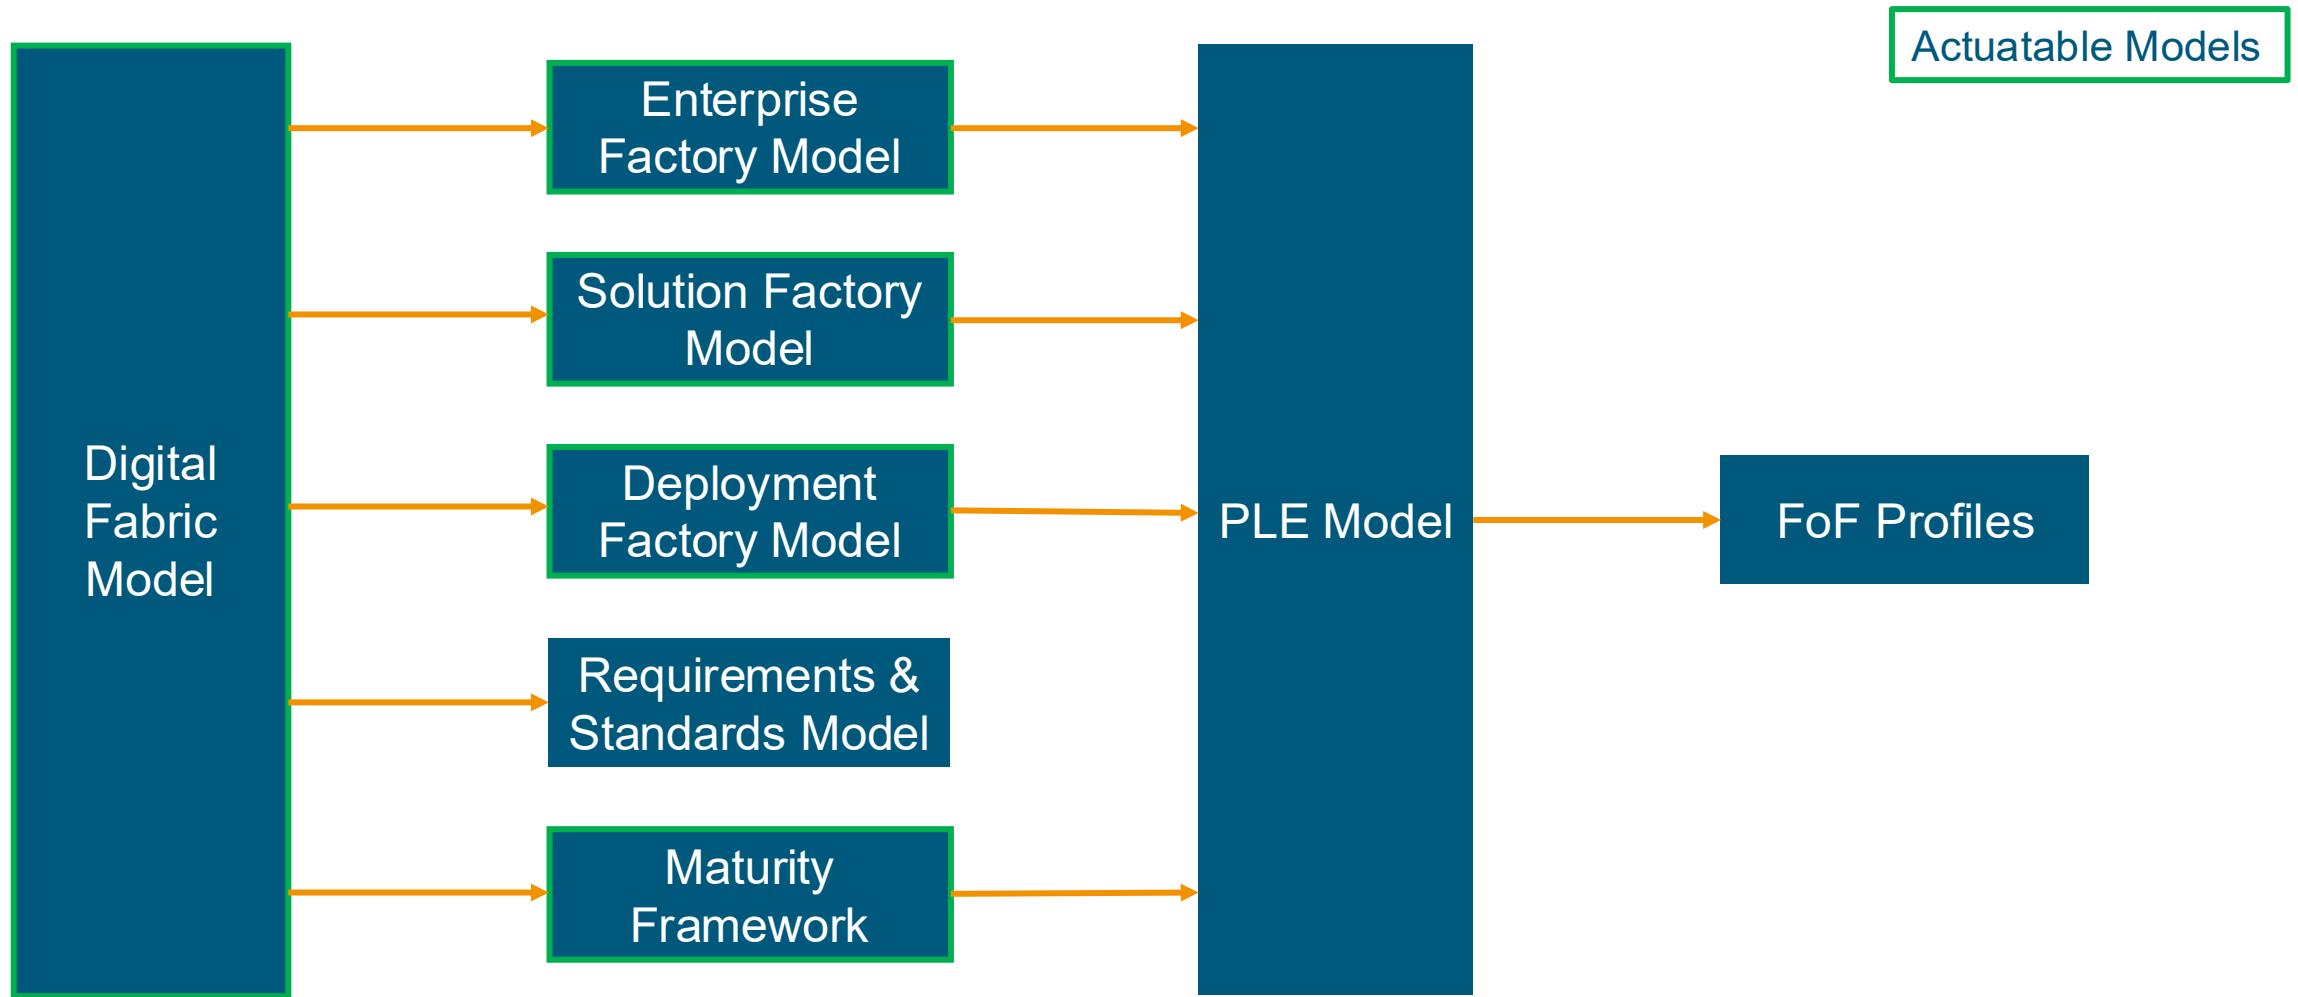 Actuatable Models
Digital
Fabric
Model
Enterprise
Factory Model
Solution Factory
Model
Deployment
Factory Model
Requirements &
Standards Model
Maturity
Framework
PLE Model
FoF Profiles